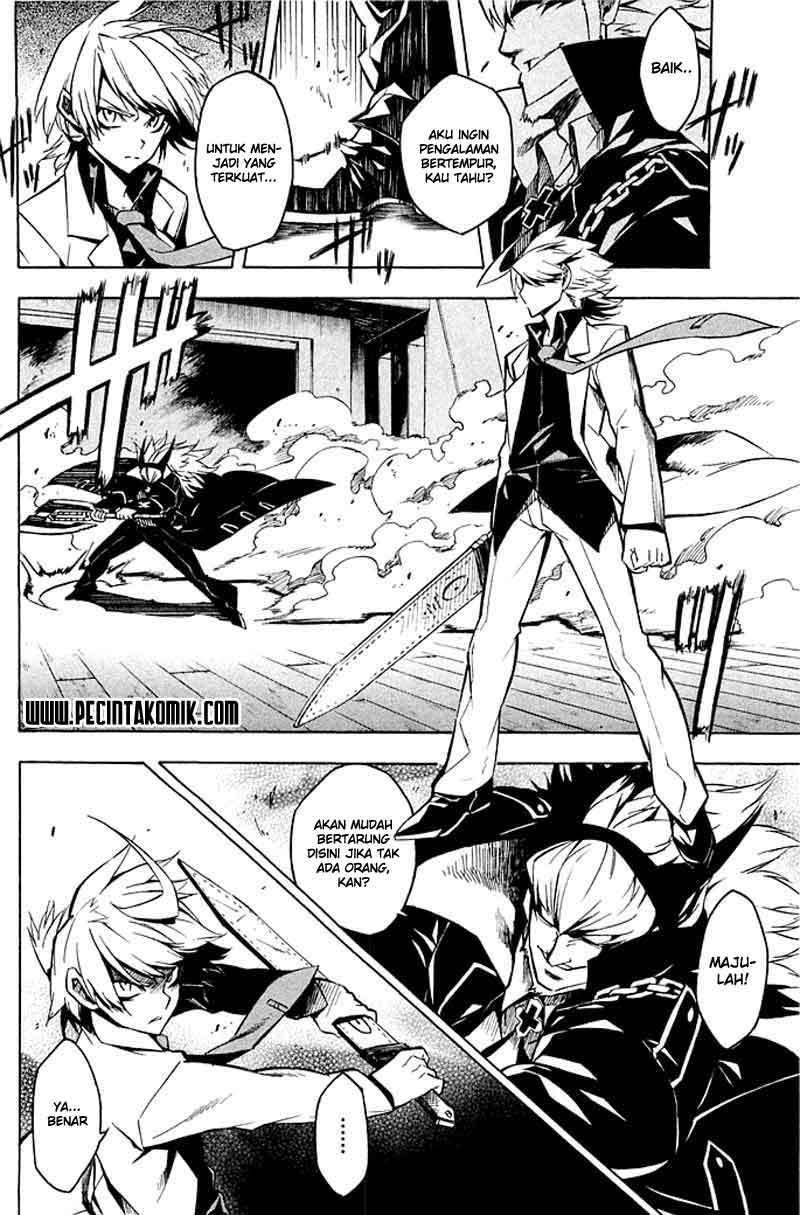 BAIK..
AKU INGIN
PENGALAMAN
BERTEMPUR,
KAU TAHU?
UNTUK MEN-
JADI YANG
TERKUAT...
WWW.PECINTAKOMIK.COM
MAJU-
LAH!
AKAN MUDAH
BERTARUNG
DISINI JIKA TAK
ADA ORANG,
KAN?
......
YA...
BENAR